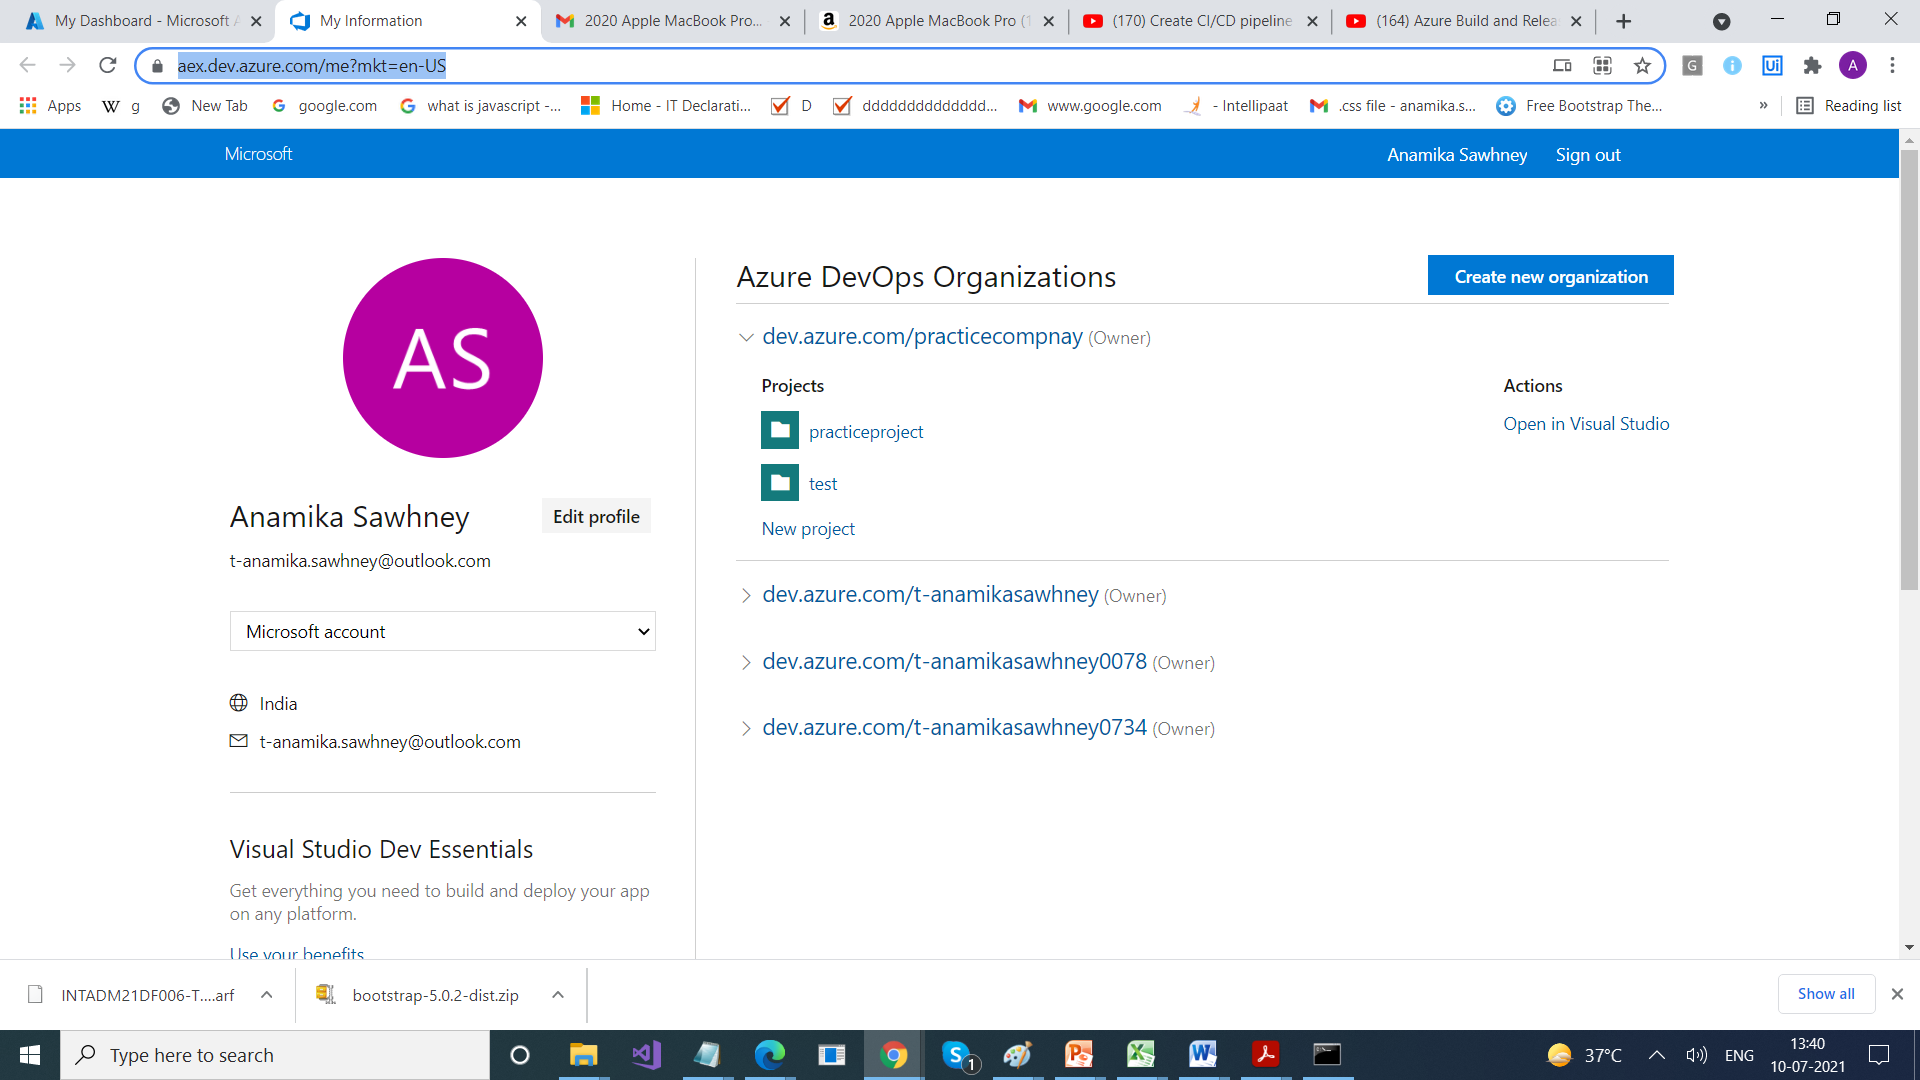 My Dashboard - Microsoft A
My Information
2020 Apple MacBook Pro...
2020 Apple MacBook Pro (1
(170) Create CI/CD pipeline
(164) Azure Build and Relea
aex.dev.azure.com/me?mkt=en-US
G
Ui
A
Apps
g
New Tab
google.com
what is javascript -...
Home - IT Declarati...
D
dddddddddddddd...
www.google.com
- Intellipaat
.css file - anamika.s...
Free Bootstrap The...
»
Reading list
Microsoft
Anamika Sawhney
Sign out
AS
Anamika Sawhney
Edit profile
t-anamika.sawhney@outlook.com
Microsoft account
India
t-anamika.sawhney@outlook.com
Visual Studio Dev Essentials
Get everything you need to build and deploy your app
on any platform.
Use your benefits
Azure DevOps Organizations
Create new organization
dev.azure.com/practicecompnay (Owner)
Projects
Actions
practiceproject
Open in Visual Studio
test
New project
dev.azure.com/t-anamikasawhney (Owner)
dev.azure.com/t-anamikasawhney0078 (Owner)
dev.azure.com/t-anamikasawhney0734 (Owner)
INTADM21DF006-T....arf
bootstrap-5.0.2-dist.zip
Show all
Type here to search
1
37°C
ENG
13:40
10-07-2021